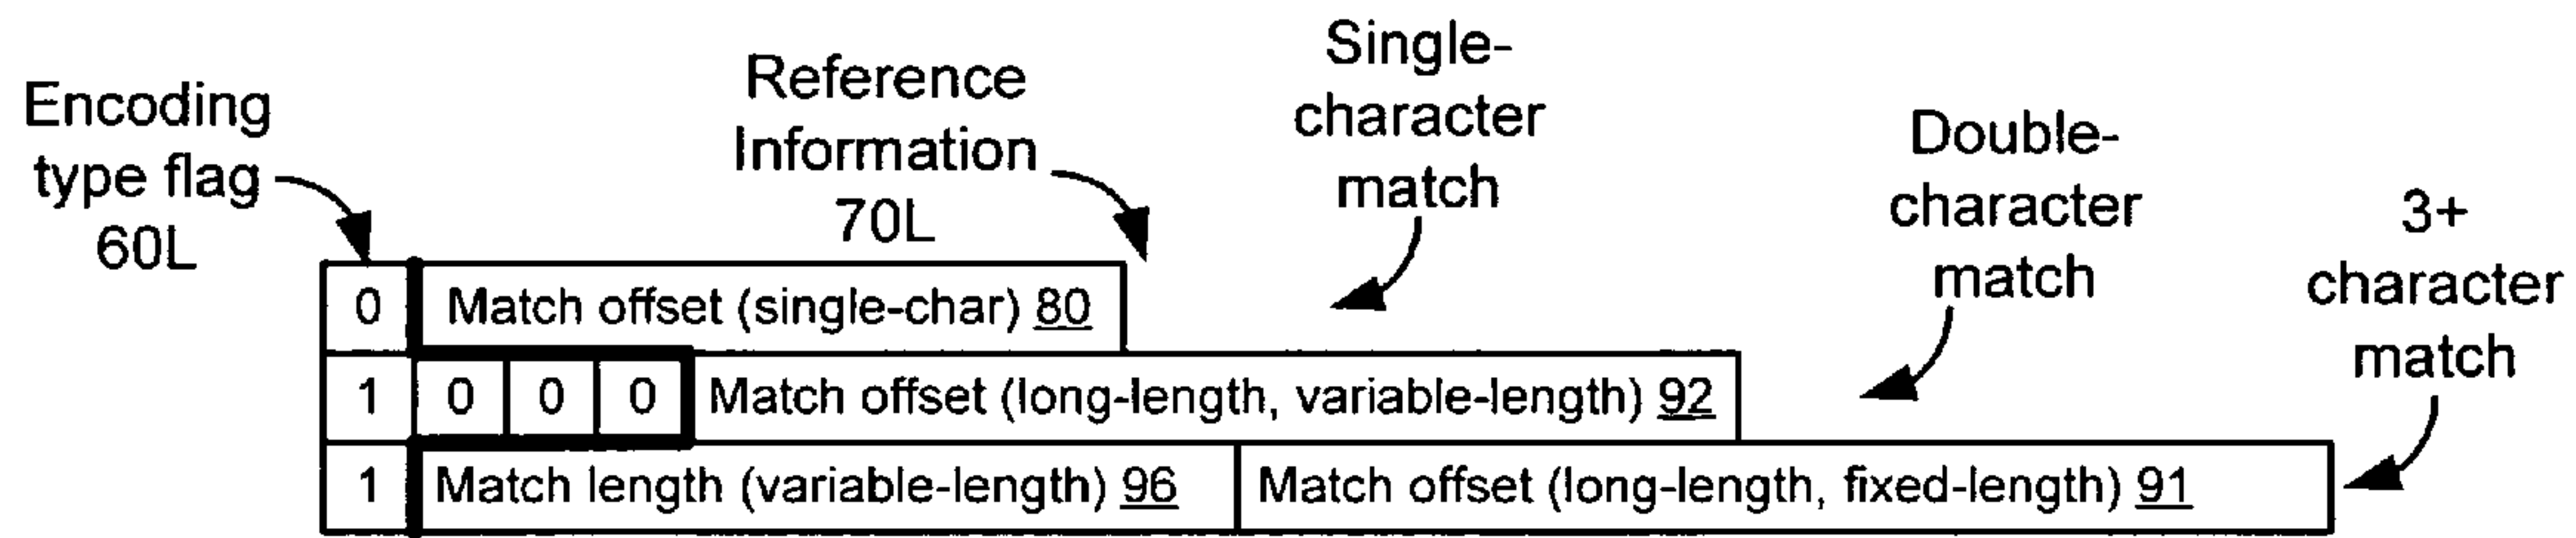 Encoding
type flag
60L
Reference
Information
70L
Single-
character
match
Double-
character
match
3+
character
match
0 Match offset (single-char) 80
1 0 0 0 Match offset (long-length, variable-length) 92
1 Match length (variable-length) 96 Match offset (long-length, fixed-length) 91